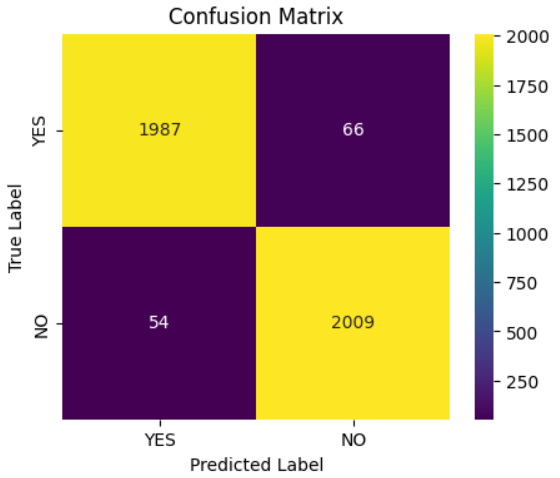 Confusion Matrix
True Label
YES
NO
1987
66
54
2009
YES
NO
Predicted Label
2000
1750
1500
1250
1000
750
500
250